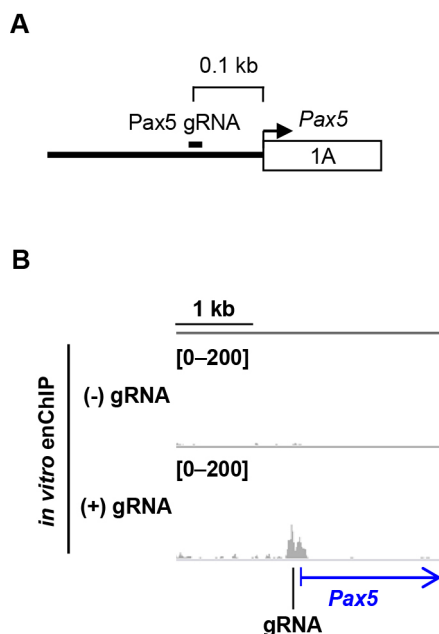 A
0.1 kb
Pax5 gRNA
Pax5
1A
B
1 kb
in vitro enChIP
[0–200]
(-) gRNA
[0–200]
(+) gRNA
Pax5
gRNA